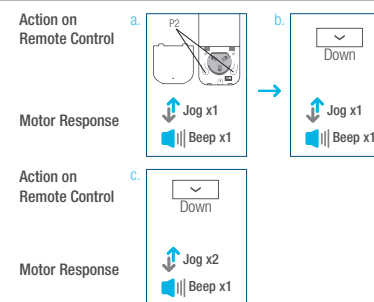 Action on
Remote Control
a.
P2
b.
Down
Motor Response
Jog x1
Beep x1
Jog x1
Beep x1
Action on
Remote Control
c.
Down
Motor Response
Jog x2
Beep x1